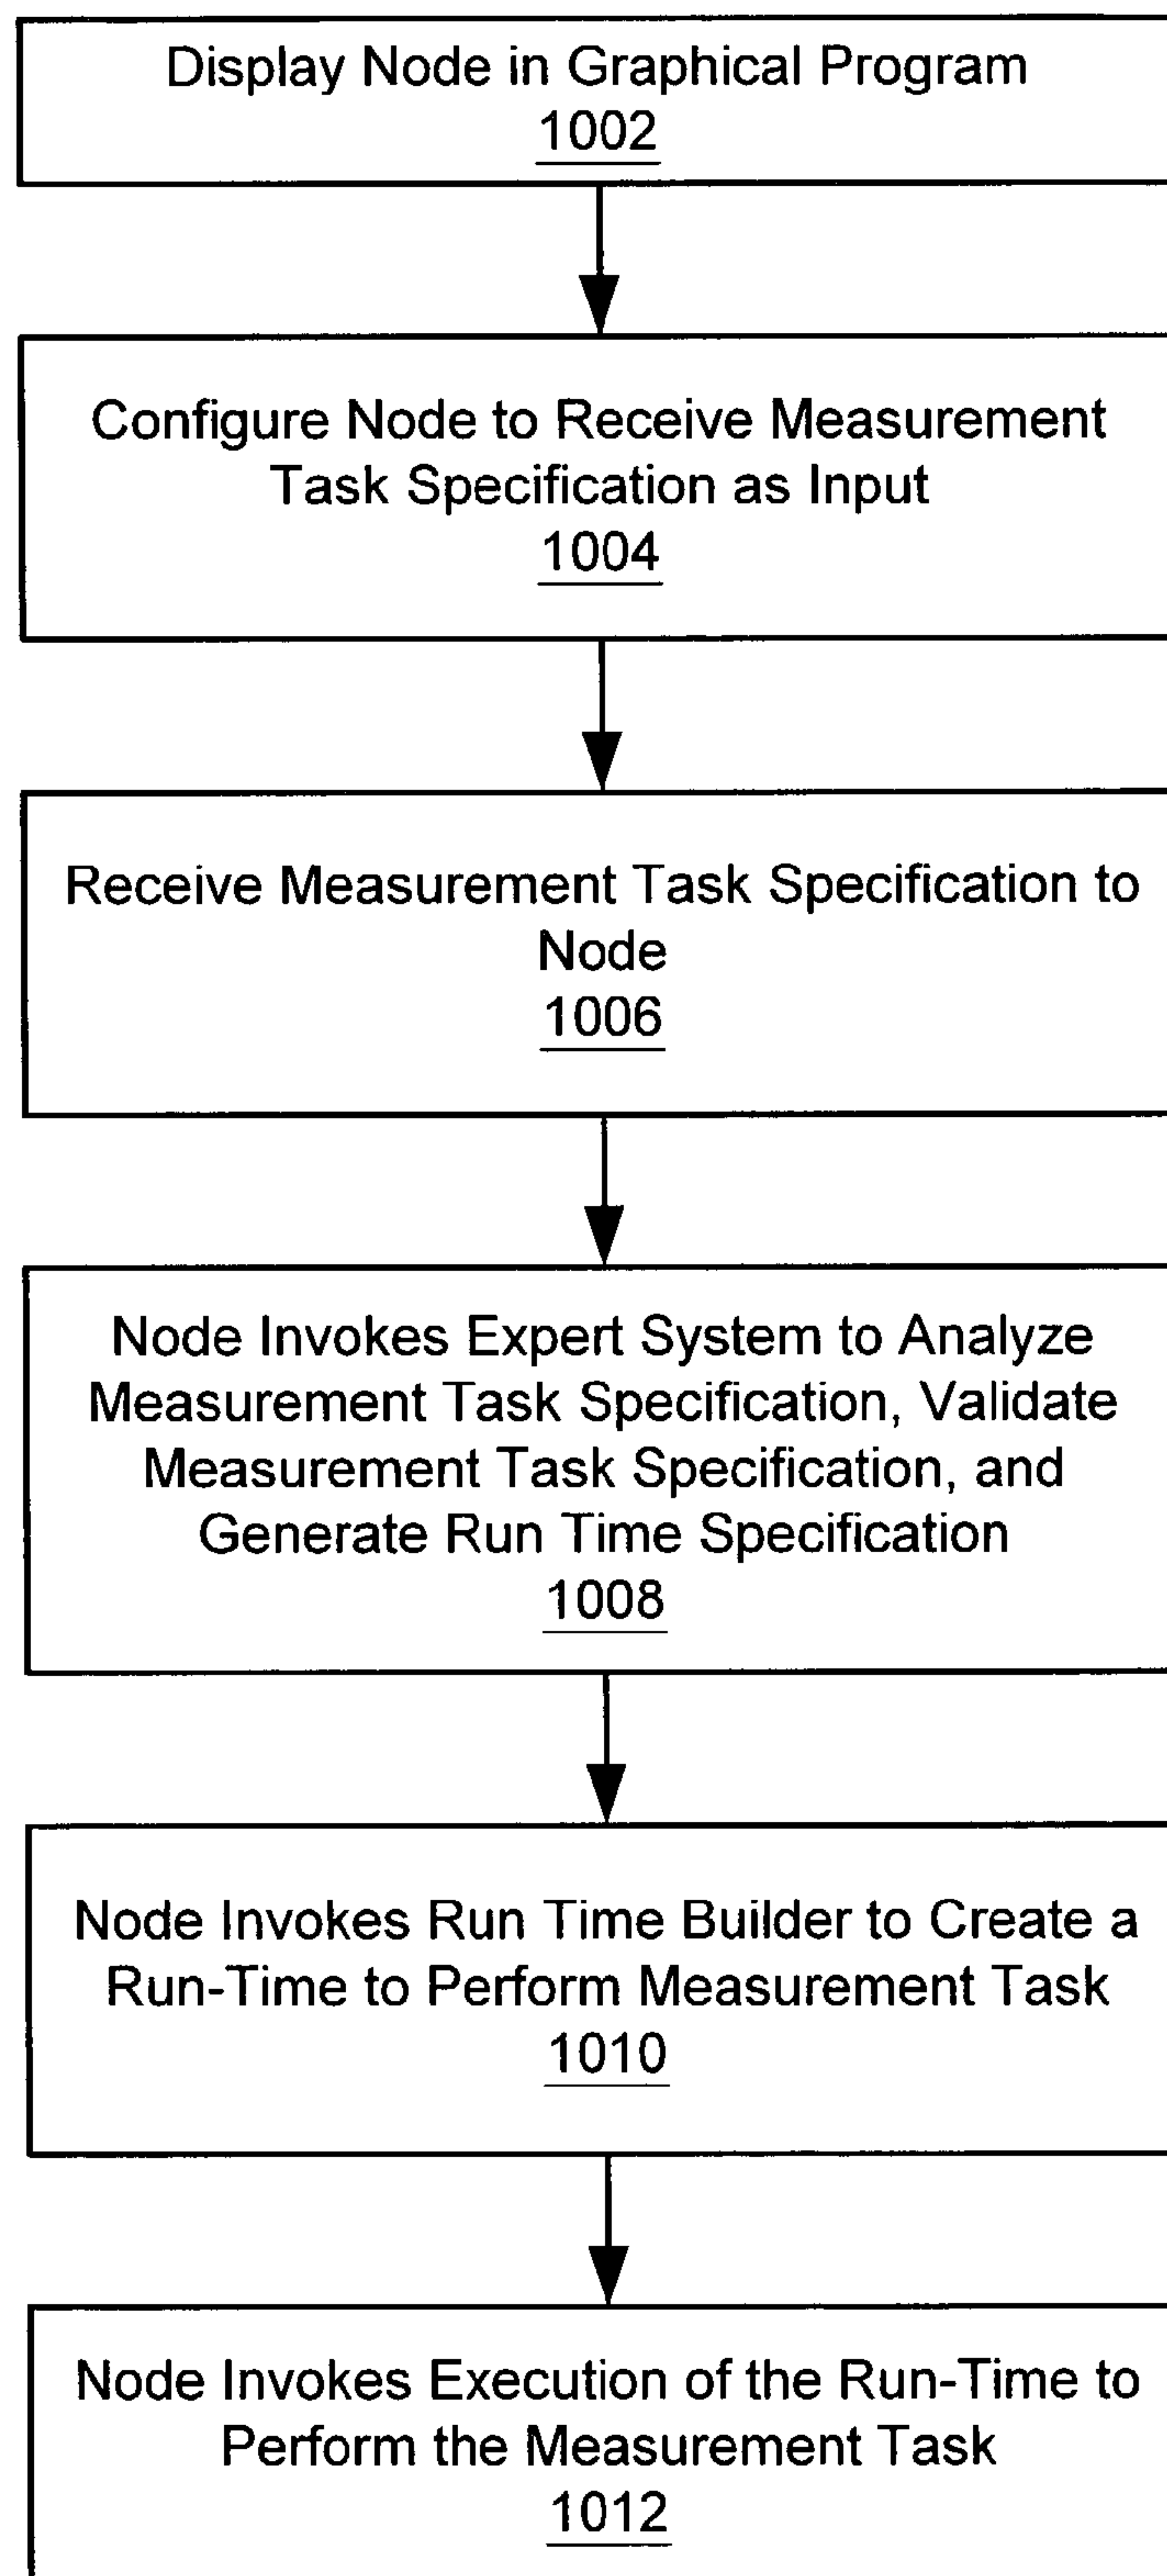 Display Node in Graphical Program
1002
Configure Node to Receive Measurement
Task Specification as Input
1004
Receive Measurement Task Specification to
Node
1006
Node Invokes Expert System to Analyze
Measurement Task Specification, Validate
Measurement Task Specification, and
Generate Run Time Specification
1008
Node Invokes Run Time Builder to Create a
Run-Time to Perform Measurement Task
1010
Node Invokes Execution of the Run-Time to
Perform the Measurement Task
1012